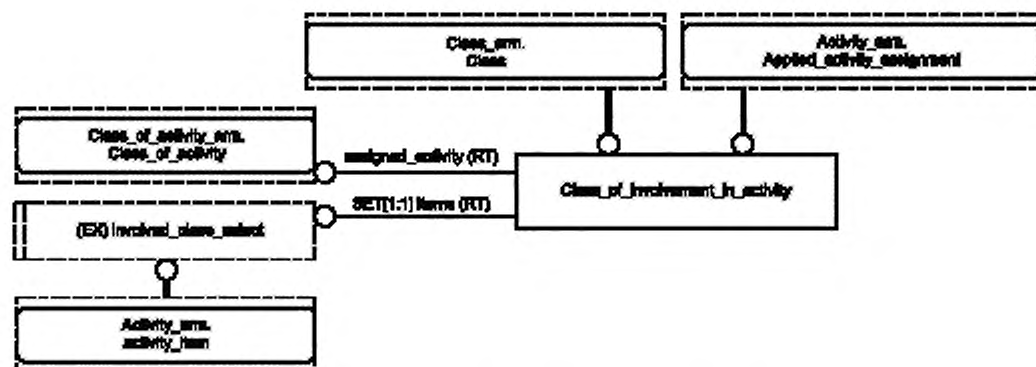 Class_arm.
Class
Activity_arm.
Applied_activity_assignment
Class_of_activity_arm.
Class_of_activity
assigned_activity (RT)
Class_of_involvement_in_activity
SET[1:1] items (RT)
(EX) involved_class_select
Activity_arm.
activity_item